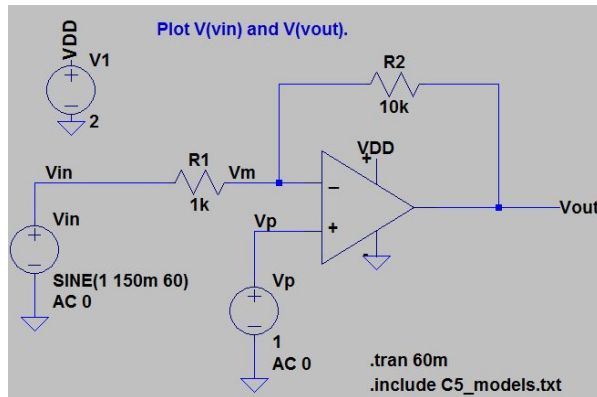 Plot V(vin) and V(vout).
VDD
V1
2
R2
10k
VDD
R1
1k
Vm
Vin
Vin
SINE(1 150m 60)
AC 0
Vp
Vp
1
AC 0
Vout
.tran 60m
.include C5_models.txt